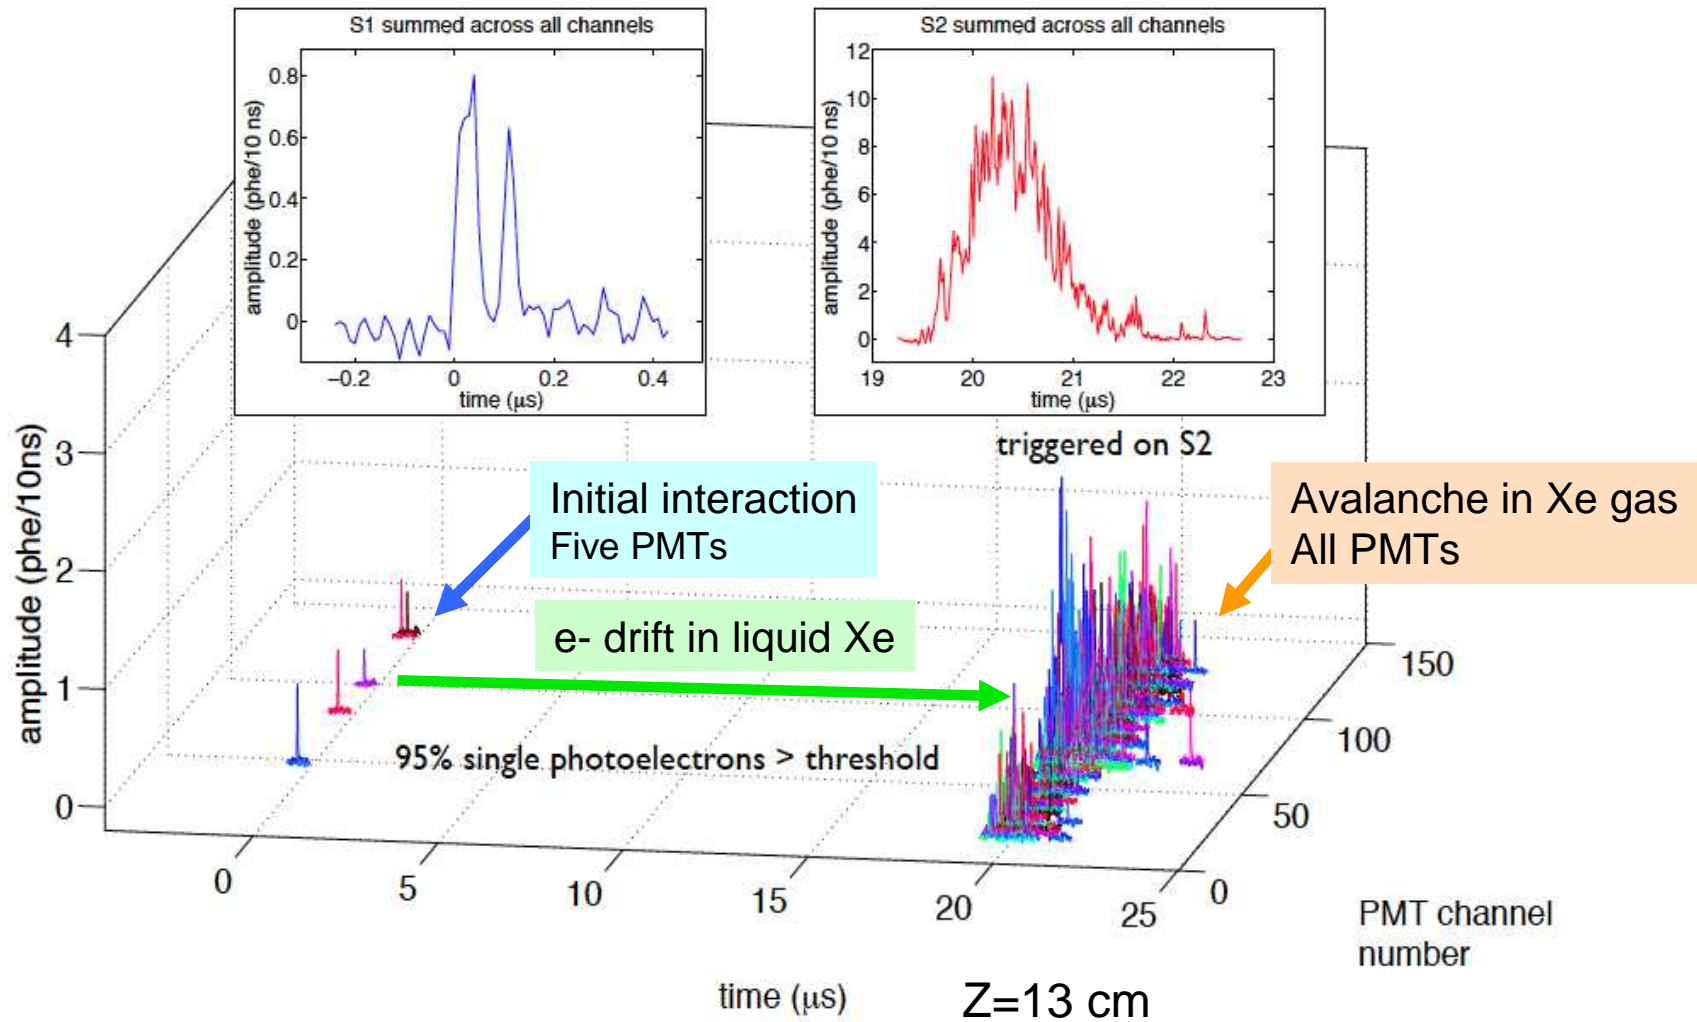 S1 summed across all channels
amplitude (phe/10 ns)
0.8
0.6
0.4
0.2
0
−0.2 0 0.2 0.4
time (μs)
S2 summed across all channels
amplitude (phe/10 ns)
12
10
8
6
4
2
0
19 20 21 22 23
time (μs)
triggered on S2
Initial interaction
Five PMTs
Avalanche in Xe gas
All PMTs
e- drift in liquid Xe
95% single photoelectrons > threshold
amplitude (phe/10ns)
4
3
2
1
0
0 5 10 15 20 25
time (μs)
0
50
100
150
PMT channel
number
Z=13 cm